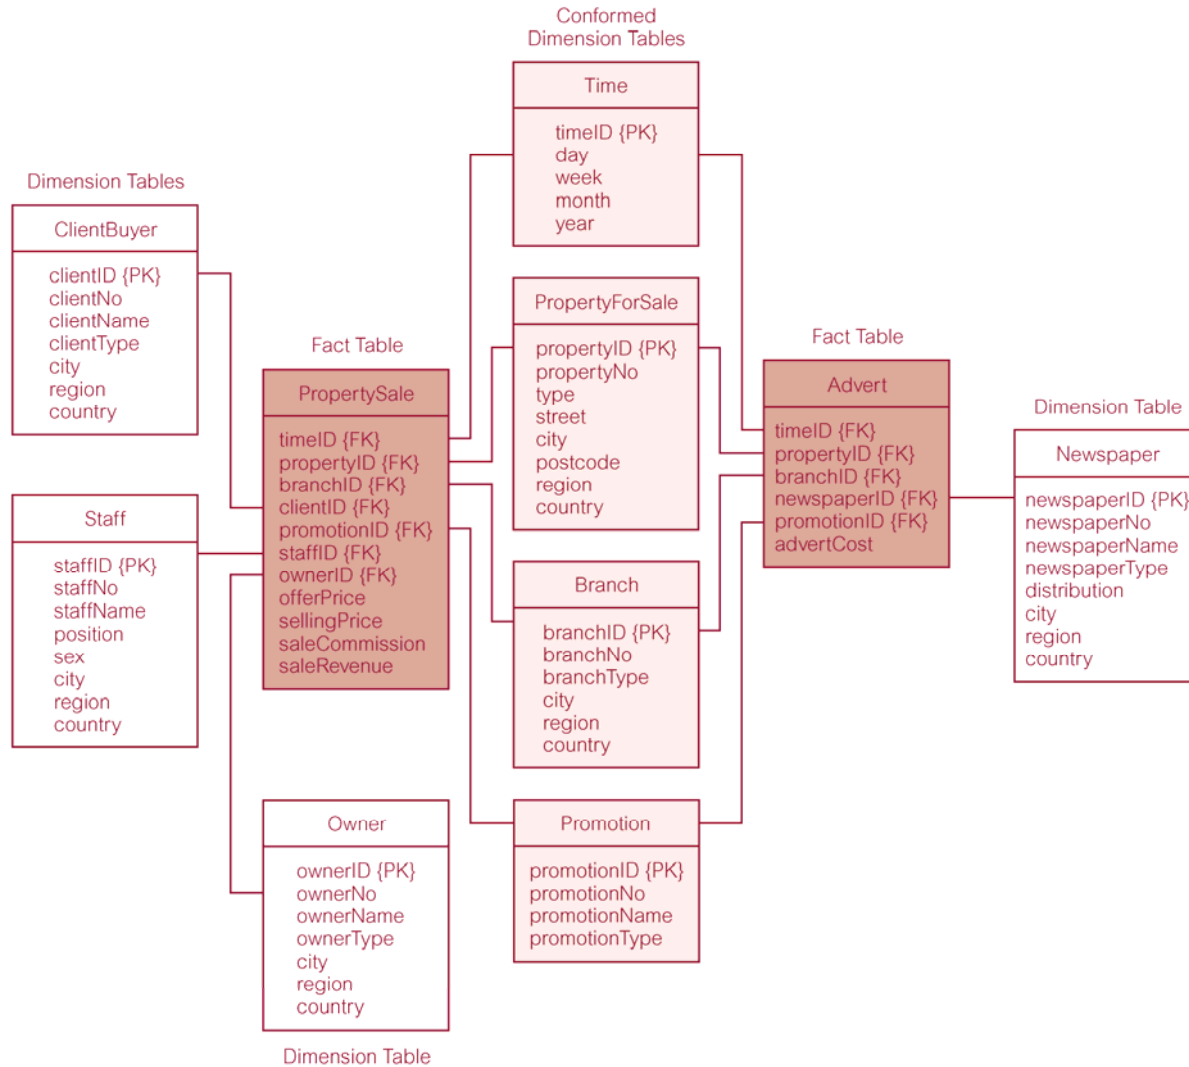 Conformed
Dimension Tables
Time
timeID {PK}
day
week
month
year
Dimension Tables
ClientBuyer
clientID {PK}
clientNo
clientName
clientType
city
region
country
Staff
staffID {PK}
staffNo
staffName
position
sex
city
region
country
Fact Table
PropertySale
timeID {FK}
propertyID {FK}
branchID {FK}
clientID {FK}
promotionID {FK}
staffID {FK}
ownerID {FK}
offerPrice
sellingPrice
saleCommission
saleRevenue
Owner
ownerID {PK}
ownerNo
ownerName
ownerType
city
region
country
Dimension Table
PropertyForSale
propertyID {PK}
propertyNo
type
street
city
postcode
region
country
Branch
branchID {PK}
branchNo
branchType
city
region
country
Promotion
promotionID {PK}
promotionNo
promotionName
promotionType
Fact Table
Advert
timeID {FK}
propertyID {FK}
branchID {FK}
newspaperID {FK}
promotionID {FK}
advertCost
Dimension Table
Newspaper
newspaperID {PK}
newspaperNo
newspaperName
newspaperType
distribution
city
region
country